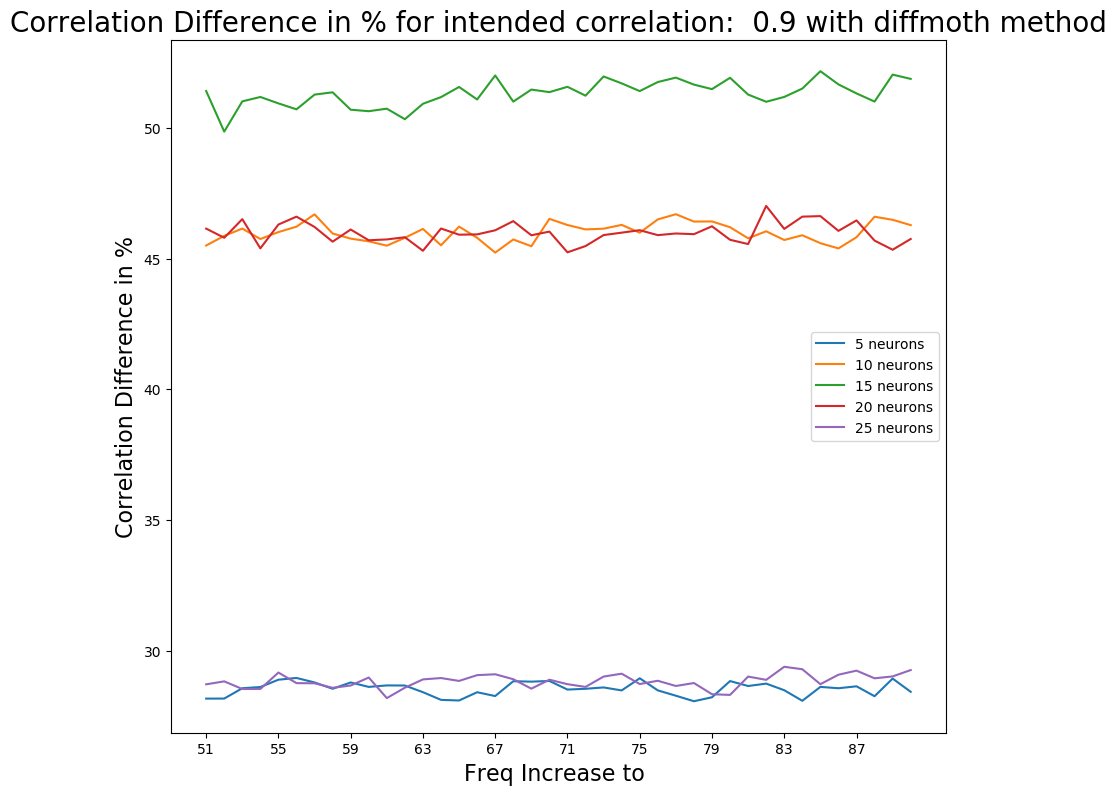 Correlation Difference in % for intended correlation:  0.9 with diffmoth method
Correlation Difference in %
50
45
40
35
30
5 neurons
10 neurons
15 neurons
20 neurons
25 neurons
51 55 59 63 67 71 75 79 83 87
Freq Increase to